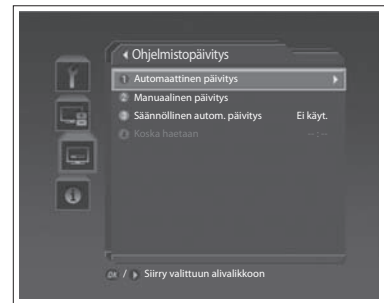 Ohjelmistopäivitys
1 Automaattinen päivitys
2 Manuaalinen päivitys
3 Säännöllinen autom. päivitys Ei käyt.
4 Koska haetaan --:--
OK / Siirry valittuun alivalikkoon